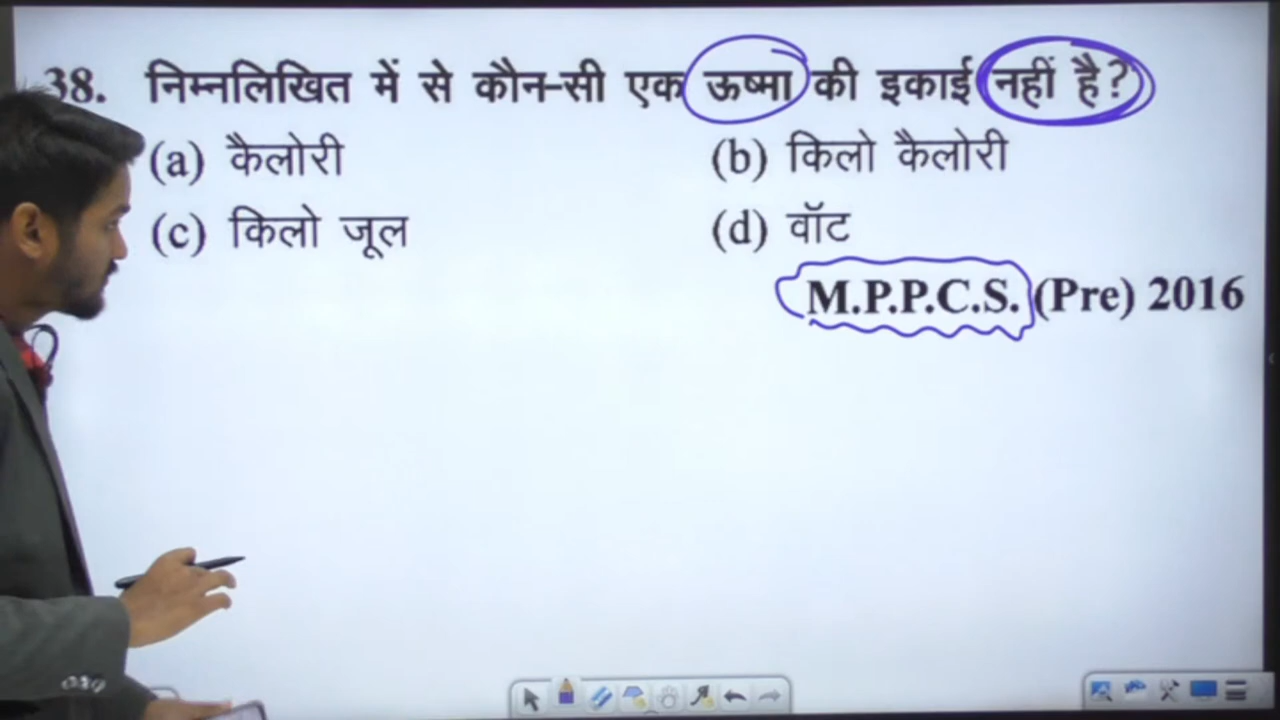 38. निम्नलिखित में से कौन-सी एक ऊष्मा की इकाई नहीं है?
(a) कैलोरी (b) किलो कैलोरी
(c) किलो जूल (d) वॉट
M.P.P.C.S. (Pre) 2016